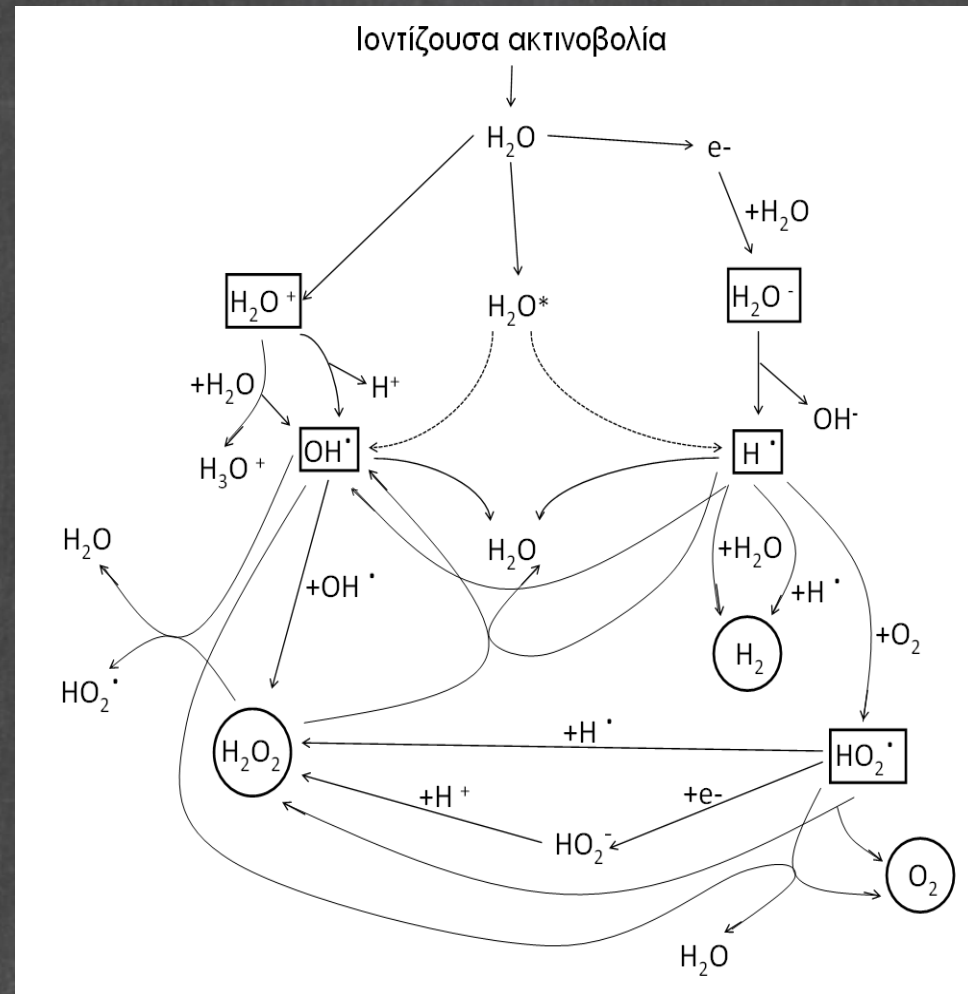 Ιοντίζουσα ακτινοβολία
H₂O
e-
+H₂O
H₂O⁺
H₂O*
H₂O⁻
+H₂O
H⁺
OH⁻
H₃O⁺
OH˙
H˙
H₂O
H₂O
+H₂O
+OH˙
+H˙
+O₂
H₂
HO₂˙
H₂O₂
+H˙
HO₂˙
+H⁺
+e-
HO₂⁻
O₂
H₂O